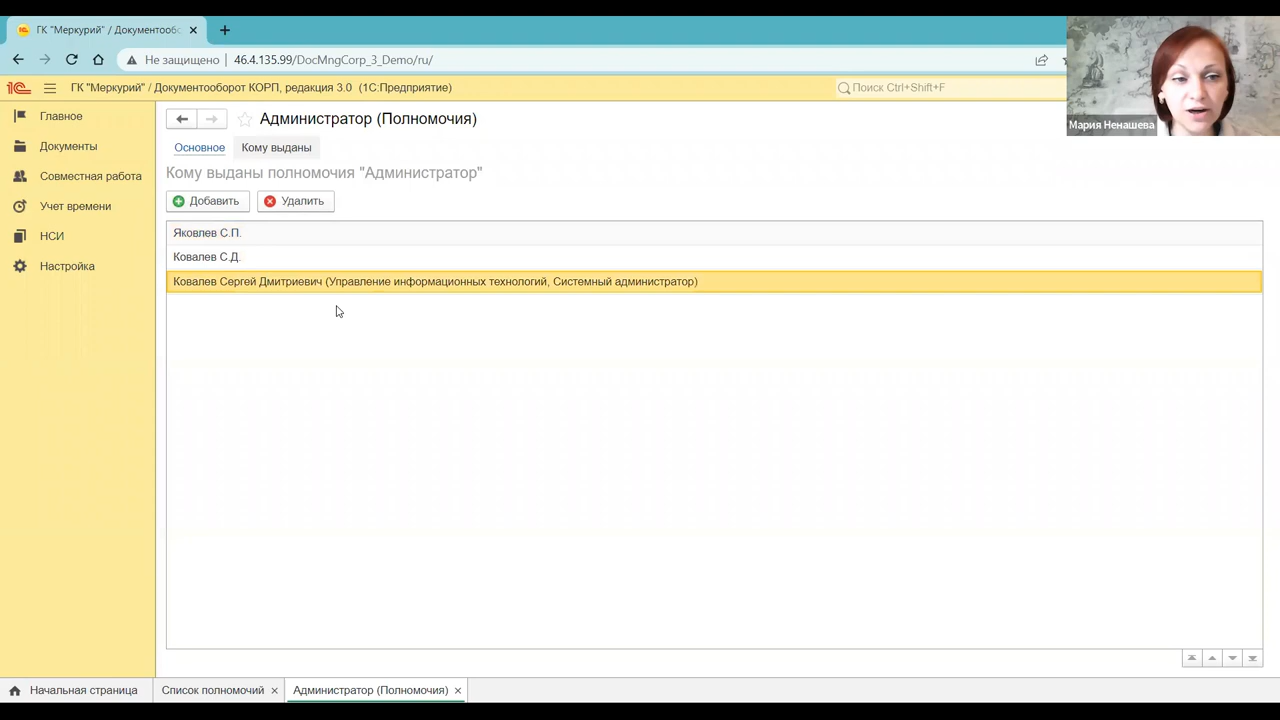 ГК "Меркурий" / Документообо
Не защищено
46.4.135.99/DocMngCorp_3_Demo/ru/
1С
ГК "Меркурий" / Документооборот КОРП, редакция 3.0 (1С:Предприятие)
Поиск Ctrl+Shift+F
Мария Ненашева
Главное
Документы
Совместная работа
Учет времени
НСИ
Настройка
Администратор (Полномочия)
Основное
Кому выданы
Кому выданы полномочия "Администратор"
Добавить
Удалить
Яковлев С.П.
Ковалев С.Д.
Ковалев Сергей Дмитриевич (Управление информационных технологий, Системный администратор)
Начальная страница
Список полномочий
Администратор (Полномочия)